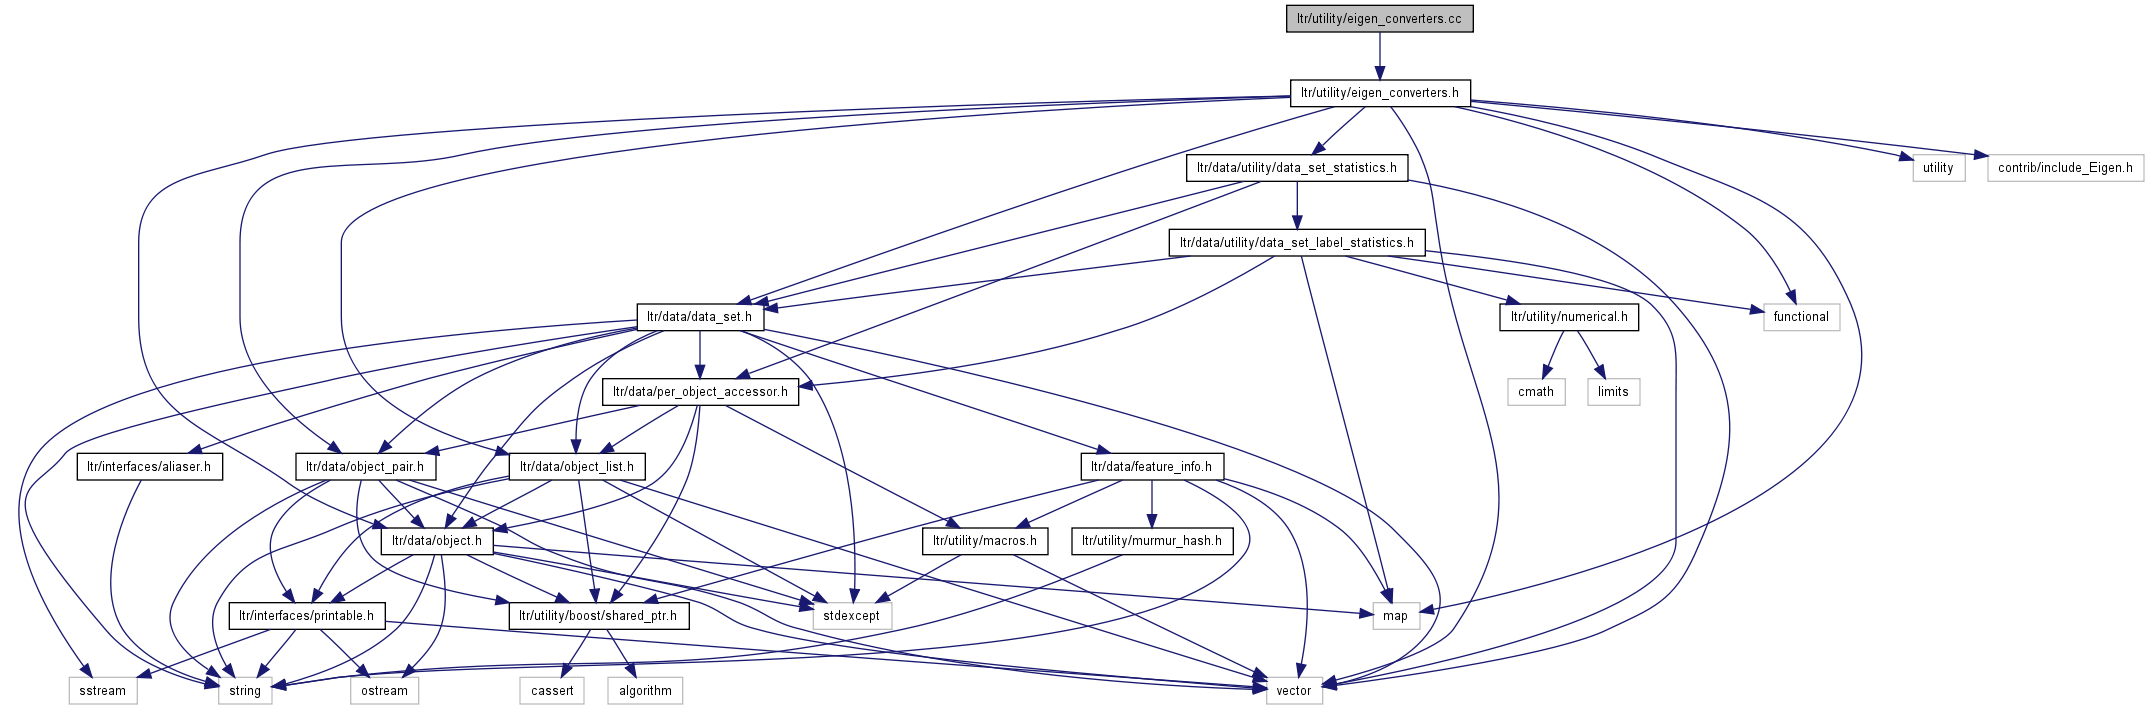 ltr/utility/eigen_converters.cc
ltr/utility/eigen_converters.h
ltr/data/utility/data_set_statistics.h
utility
contrib/include_Eigen.h
ltr/data/utility/data_set_label_statistics.h
ltr/data/data_set.h
ltr/utility/numerical.h
functional
ltr/data/per_object_accessor.h
cmath
limits
ltr/interfaces/aliaser.h
ltr/data/object_pair.h
ltr/data/object_list.h
ltr/data/feature_info.h
ltr/data/object.h
ltr/utility/macros.h
ltr/utility/murmur_hash.h
ltr/interfaces/printable.h
ltr/utility/boost/shared_ptr.h
stdexcept
map
sstream
string
ostream
cassert
algorithm
vector